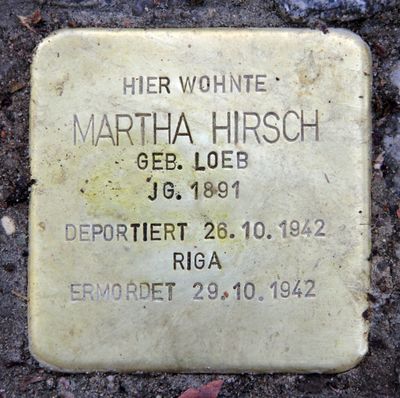 HIER WOHNTE
MARTHA HIRSCH
GEB. LOEB
JG. 1891
DEPORTIERT 26.10.1942
RIGA
ERMORDET 29.10.1942